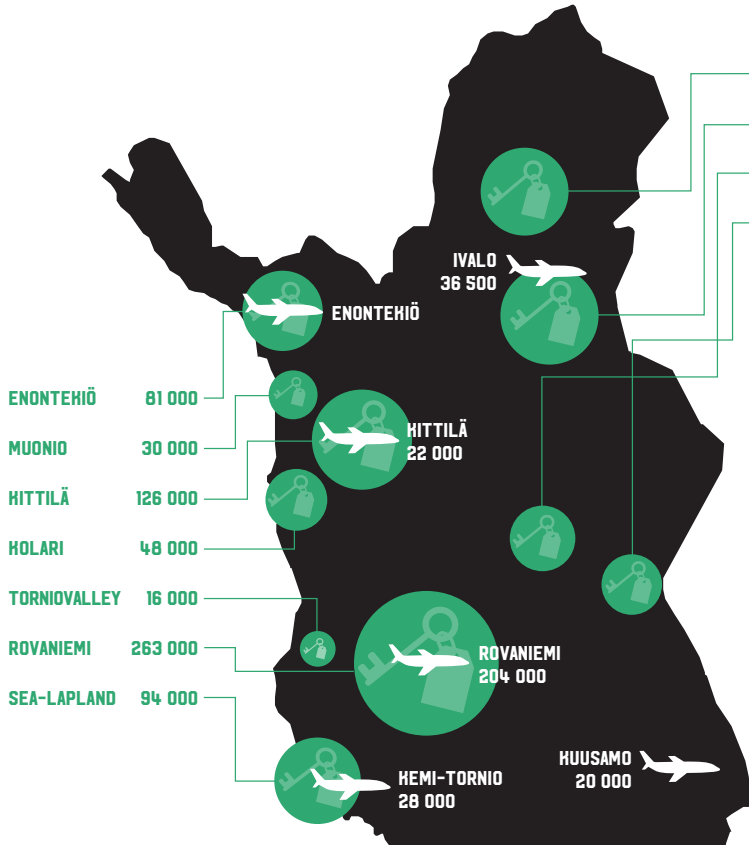 IVALO
36 500
ENONTEKIÖ
ENONTEKIÖ 81 000
MUONIO 30 000
KITTILÄ
22 000
KITTILÄ 126 000
KOLARI 48 000
TORNIOVALLEY 16 000
ROVANIEMI 263 000
ROVANIEMI
204 000
SEA-LAPLAND 94 000
KEMI-TORNIO
28 000
KUUSAMO
20 000